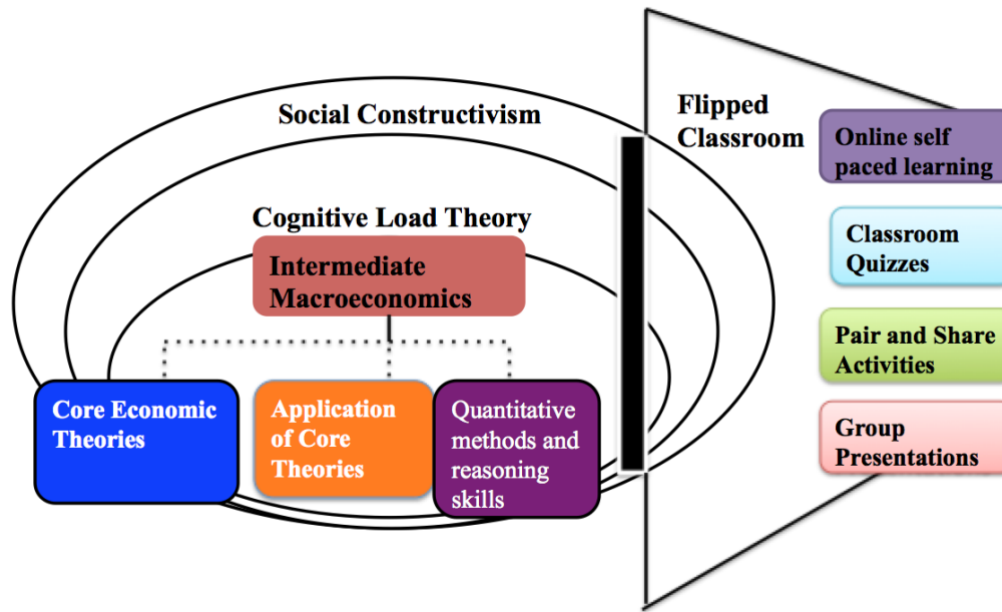 Social Constructivism
Cognitive Load Theory
Intermediate
Macroeconomics
Core Economic
Theories
Application
of Core
Theories
Quantitative
methods and
reasoning
skills
Flipped
Classroom
Online self
paced learning
Classroom
Quizzes
Pair and Share
Activities
Group
Presentations